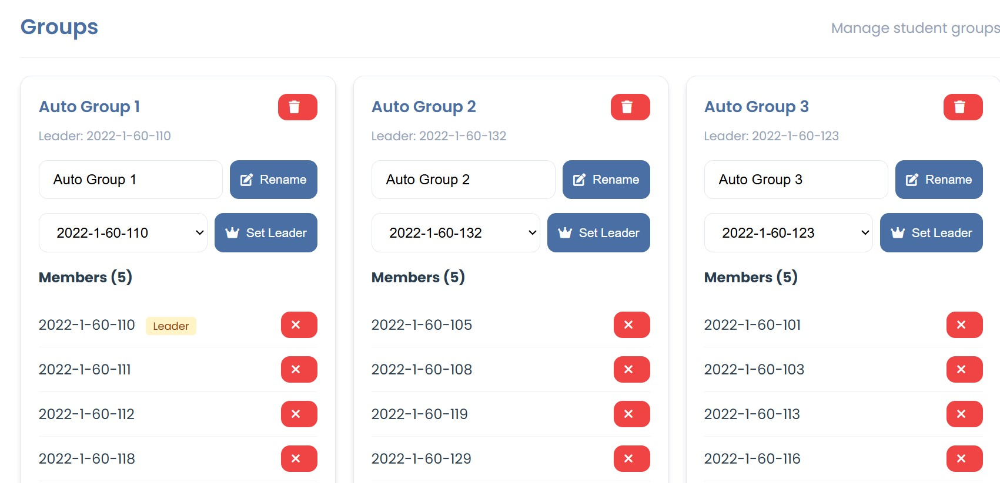 Groups
Manage student groups
Auto Group 1
Leader: 2022-1-60-110
Auto Group 1
Rename
2022-1-60-110
Set Leader
Members (5)
2022-1-60-110 Leader
2022-1-60-111
2022-1-60-112
2022-1-60-118
Auto Group 2
Leader: 2022-1-60-132
Auto Group 2
Rename
2022-1-60-132
Set Leader
Members (5)
2022-1-60-105
2022-1-60-108
2022-1-60-119
2022-1-60-129
Auto Group 3
Leader: 2022-1-60-123
Auto Group 3
Rename
2022-1-60-123
Set Leader
Members (5)
2022-1-60-101
2022-1-60-103
2022-1-60-113
2022-1-60-116